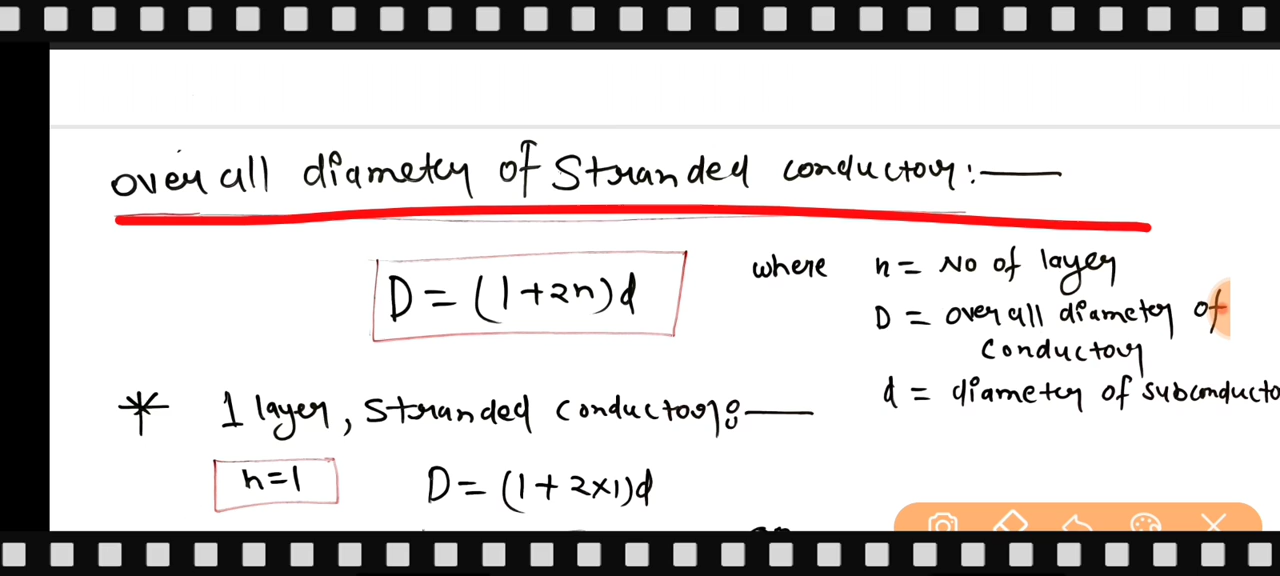 over all diameter of Stranded conductor:—
D = (1+2n)d
where n = No of layer
D = over all diameter of
conductor
d = diameter of subconducto
* 1 layer, Stranded conductor:—
n=1 D = (1+2×1)d